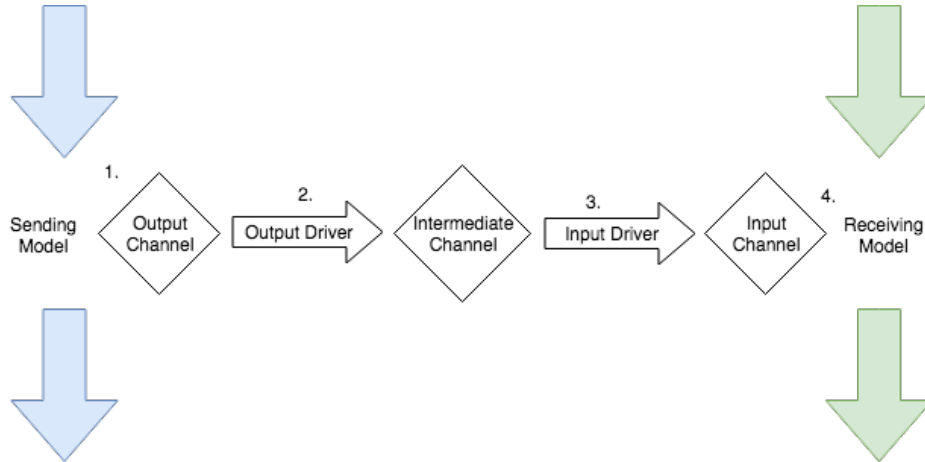 1.
Sending
Model
Output
Channel
2.
Output Driver
Intermediate
Channel
3.
Input Driver
Input
Channel
4.
Receiving
Model